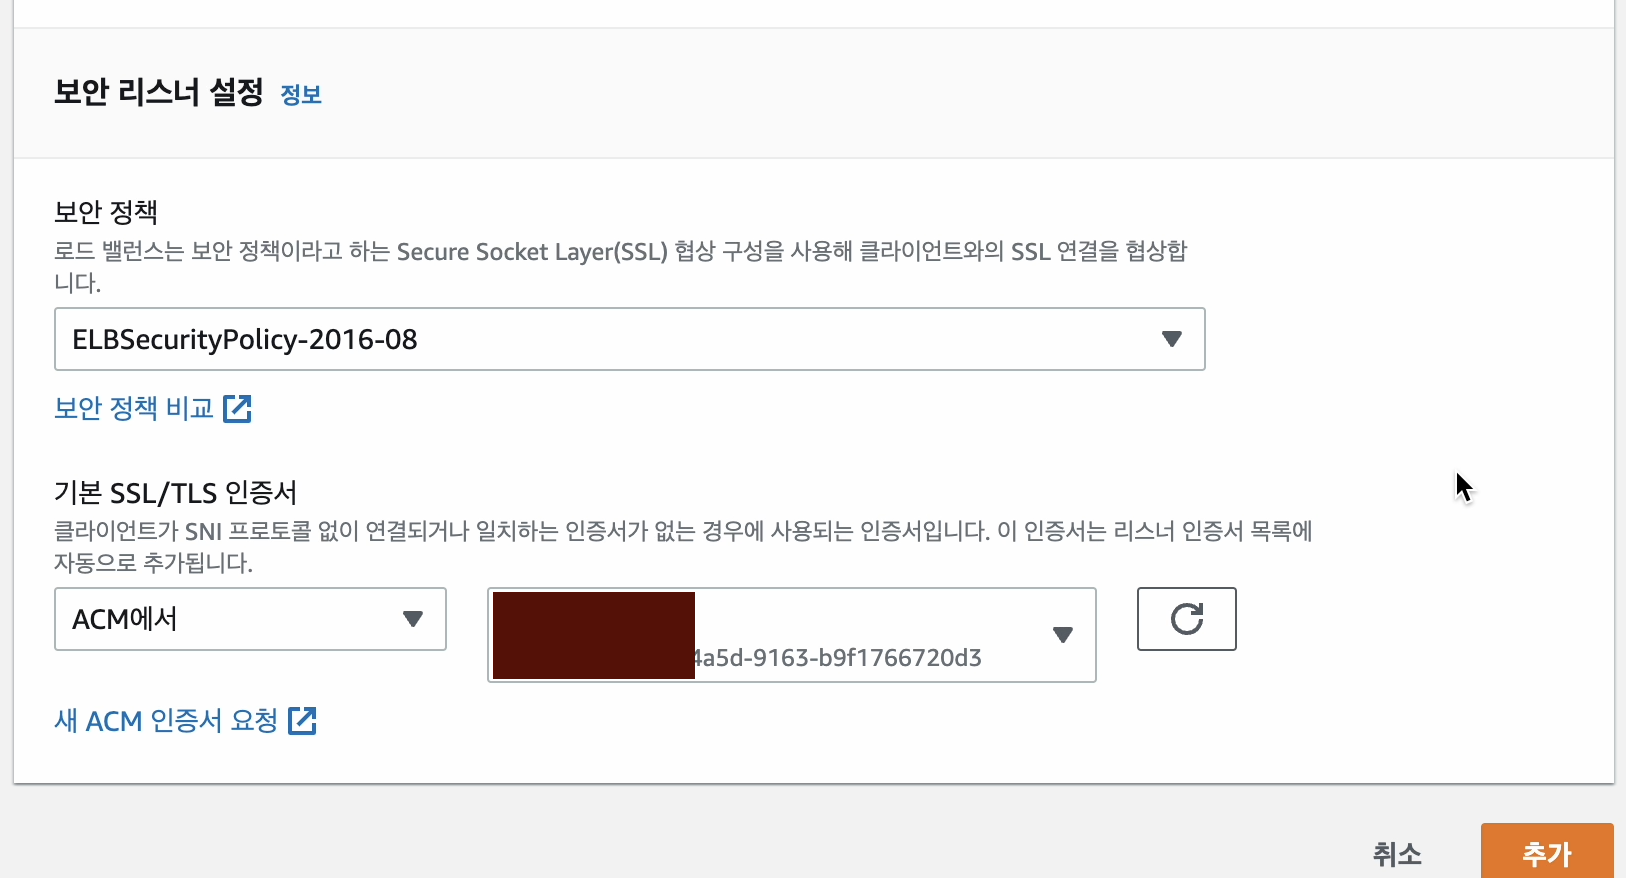 보안 리스너 설정 정보
보안 정책
로드 밸런스는 보안 정책이라고 하는 Secure Socket Layer(SSL) 협상 구성을 사용해 클라이언트와의 SSL 연결을 협상합
니다.
ELBSecurityPolicy-2016-08
보안 정책 비교
기본 SSL/TLS 인증서
클라이언트가 SNI 프로토콜 없이 연결되거나 일치하는 인증서가 없는 경우에 사용되는 인증서입니다. 이 인증서는 리스너 인증서 목록에
자동으로 추가됩니다.
ACM에서
4a5d-9163-b9f1766720d3
새 ACM 인증서 요청
취소 추가